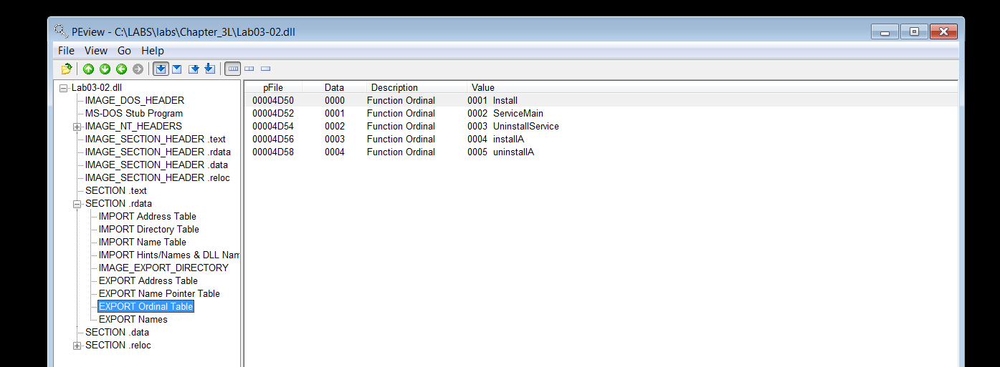 PEview - C:\LABS\labs\Chapter_3L\Lab03-02.dll
File View Go Help
Lab03-02.dll
IMAGE_DOS_HEADER
MS-DOS Stub Program
IMAGE_NT_HEADERS
IMAGE_SECTION_HEADER .text
IMAGE_SECTION_HEADER .rdata
IMAGE_SECTION_HEADER .data
IMAGE_SECTION_HEADER .reloc
SECTION .text
SECTION .rdata
IMPORT Address Table
IMPORT Directory Table
IMPORT Name Table
IMPORT Hints/Names & DLL Nam
IMAGE_EXPORT_DIRECTORY
EXPORT Address Table
EXPORT Name Pointer Table
EXPORT Ordinal Table
EXPORT Names
SECTION .data
SECTION .reloc
pFile Data Description Value
00004D50 0000 Function Ordinal 0001 Install
00004D52 0001 Function Ordinal 0002 ServiceMain
00004D54 0002 Function Ordinal 0003 UninstallService
00004D56 0003 Function Ordinal 0004 installA
00004D58 0004 Function Ordinal 0005 uninstallA